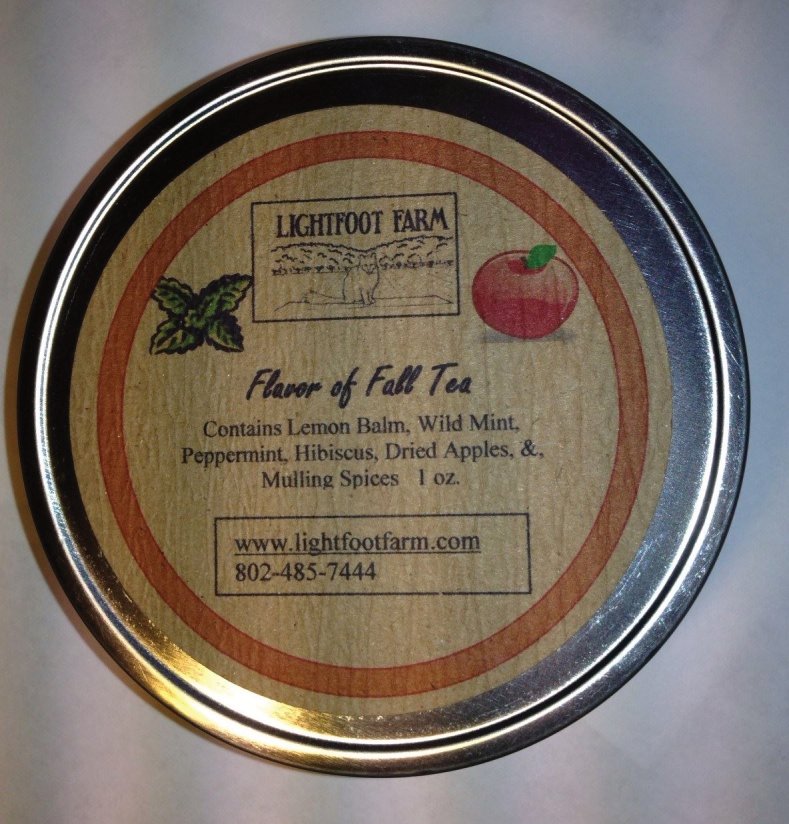 LIGHTFOOT FARM
Flavor of Fall Tea
Contains Lemon Balm, Wild Mint,
Peppermint, Hibiscus, Dried Apples, &,
Mulling Spices 1 oz.
www.lightfootfarm.com
802-485-7444